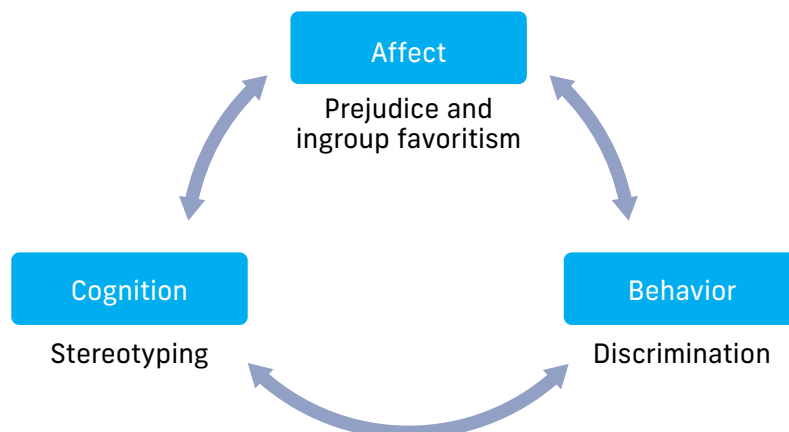 Affect
Prejudice and
ingroup favoritism
Cognition
Behavior
Stereotyping
Discrimination